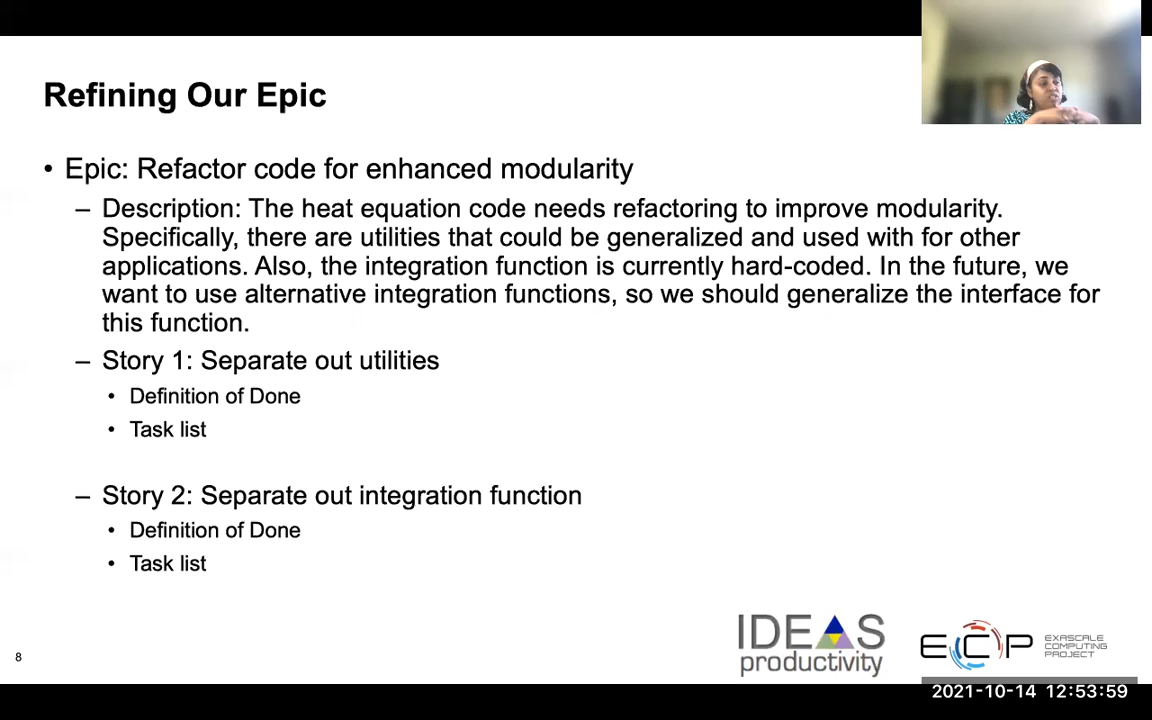 Refining Our Epic
• Epic: Refactor code for enhanced modularity
– Description: The heat equation code needs refactoring to improve modularity.
Specifically, there are utilities that could be generalized and used with for other
applications. Also, the integration function is currently hard-coded. In the future, we
want to use alternative integration functions, so we should generalize the interface for
this function.
– Story 1: Separate out utilities
• Definition of Done
• Task list
– Story 2: Separate out integration function
• Definition of Done
• Task list
IDEAS
productivity
ECP
EXASCALE
COMPUTING
PROJECT
8
2021-10-14 12:53:59